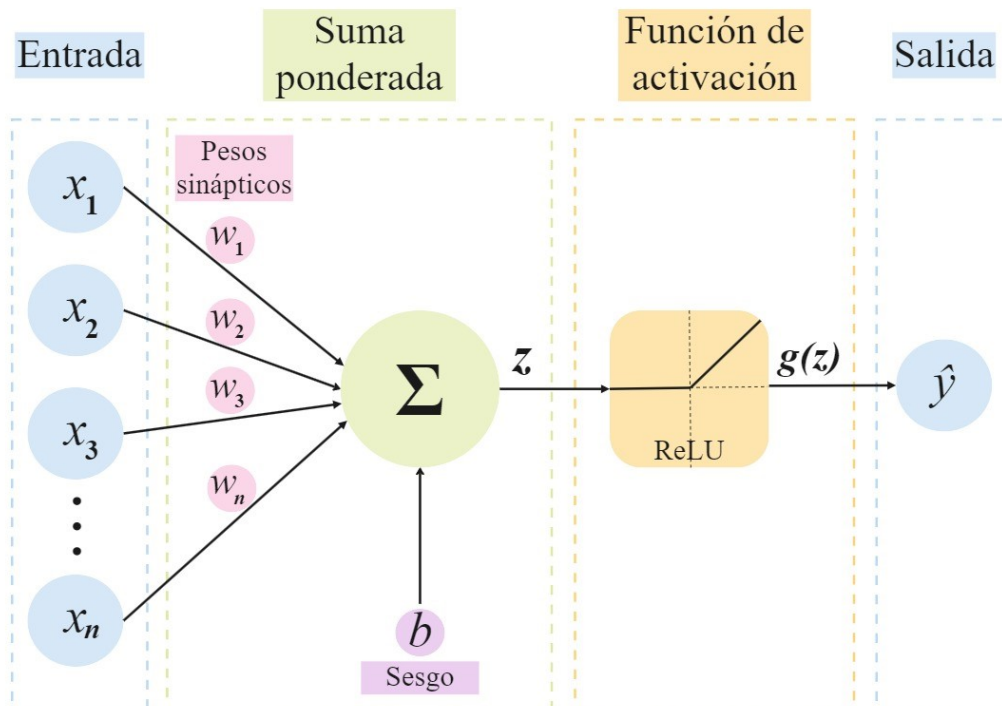 Entrada
Suma
ponderada
Función de
activación
Salida
Pesos
sinápticos
x1
w1
x2
w2
x3
w3
xn
wn
Σ
z
ReLU
g(z)
ŷ
b
Sesgo